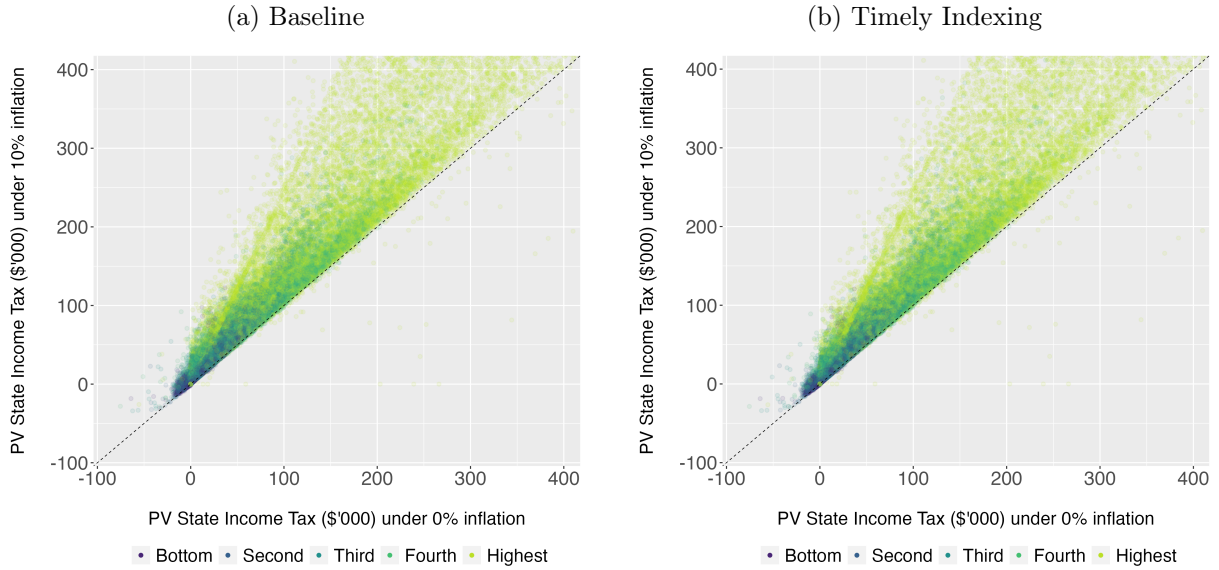 (a) Baseline
PV State Income Tax ($'000) under 10% inflation
400
300
200
100
0
-100
-100 0 100 200 300 400
PV State Income Tax ($'000) under 0% inflation
Bottom Second Third Fourth Highest
(b) Timely Indexing
PV State Income Tax ($'000) under 10% inflation
400
300
200
100
0
-100
-100 0 100 200 300 400
PV State Income Tax ($'000) under 0% inflation
Bottom Second Third Fourth Highest